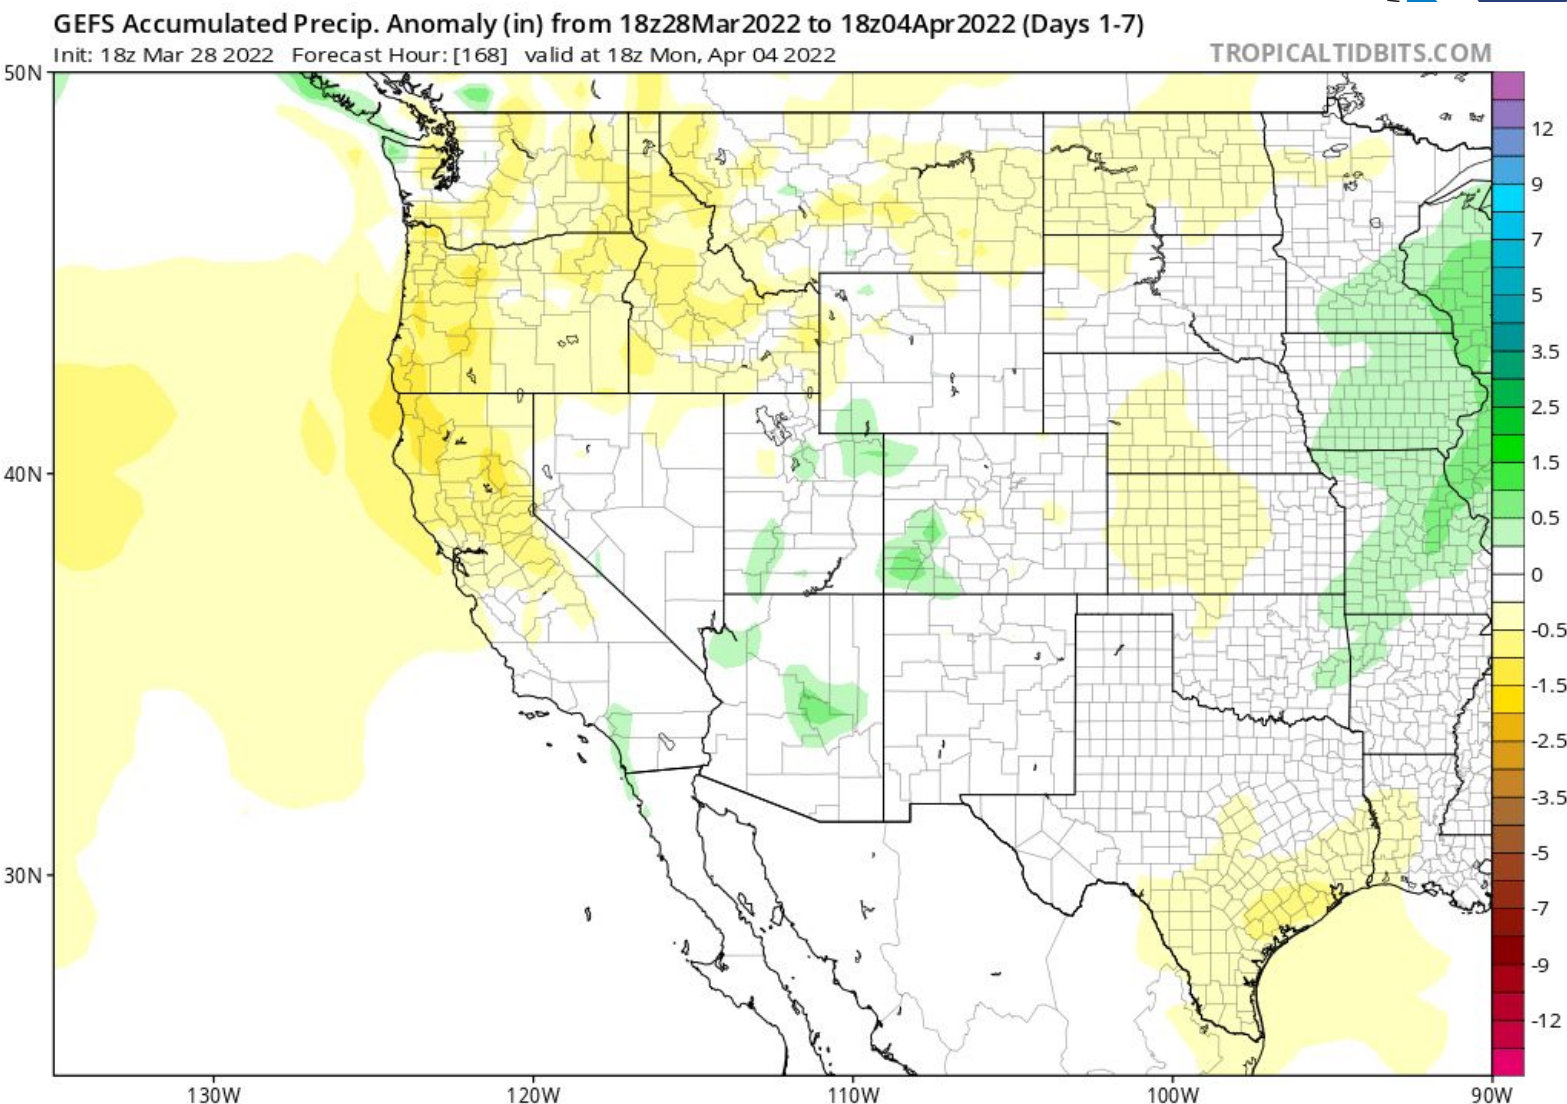 GEFS Accumulated Precip. Anomaly (in) from 18z28Mar2022 to 18z04Apr2022 (Days 1-7)
Init: 18z Mar 28 2022 Forecast Hour: [168] valid at 18z Mon, Apr 04 2022
TROPICALTIDBITS.COM
50N
40N
30N
130W
120W
110W
100W
90W
12
9
7
5
3.5
2.5
1.5
0.5
0
-0.5
-1.5
-2.5
-3.5
-5
-7
-9
-12